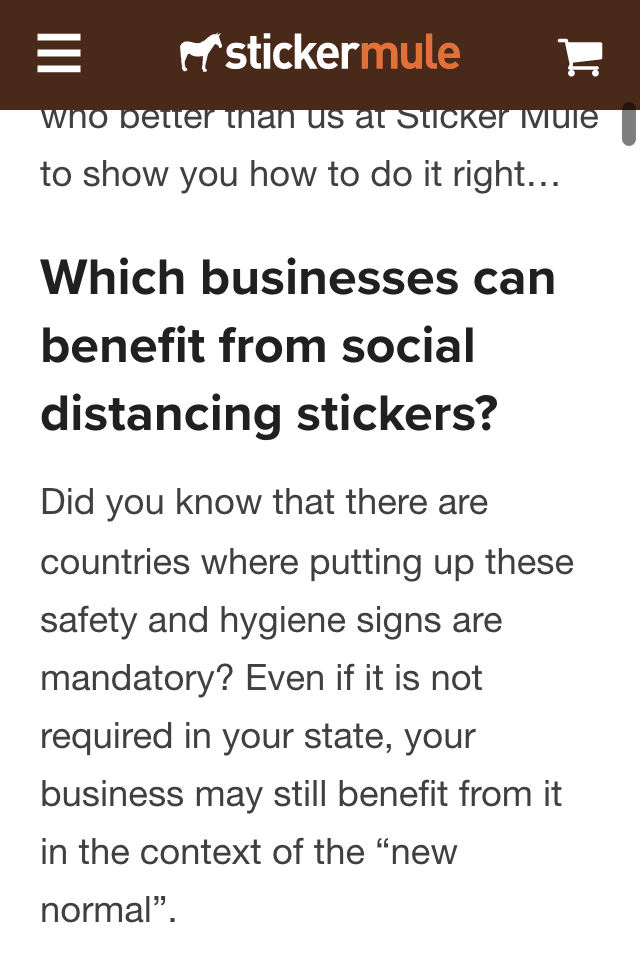 stickermule
who better than us at Sticker Mule
to show you how to do it right…
Which businesses can
benefit from social
distancing stickers?
Did you know that there are
countries where putting up these
safety and hygiene signs are
mandatory? Even if it is not
required in your state, your
business may still benefit from it
in the context of the “new
normal”.